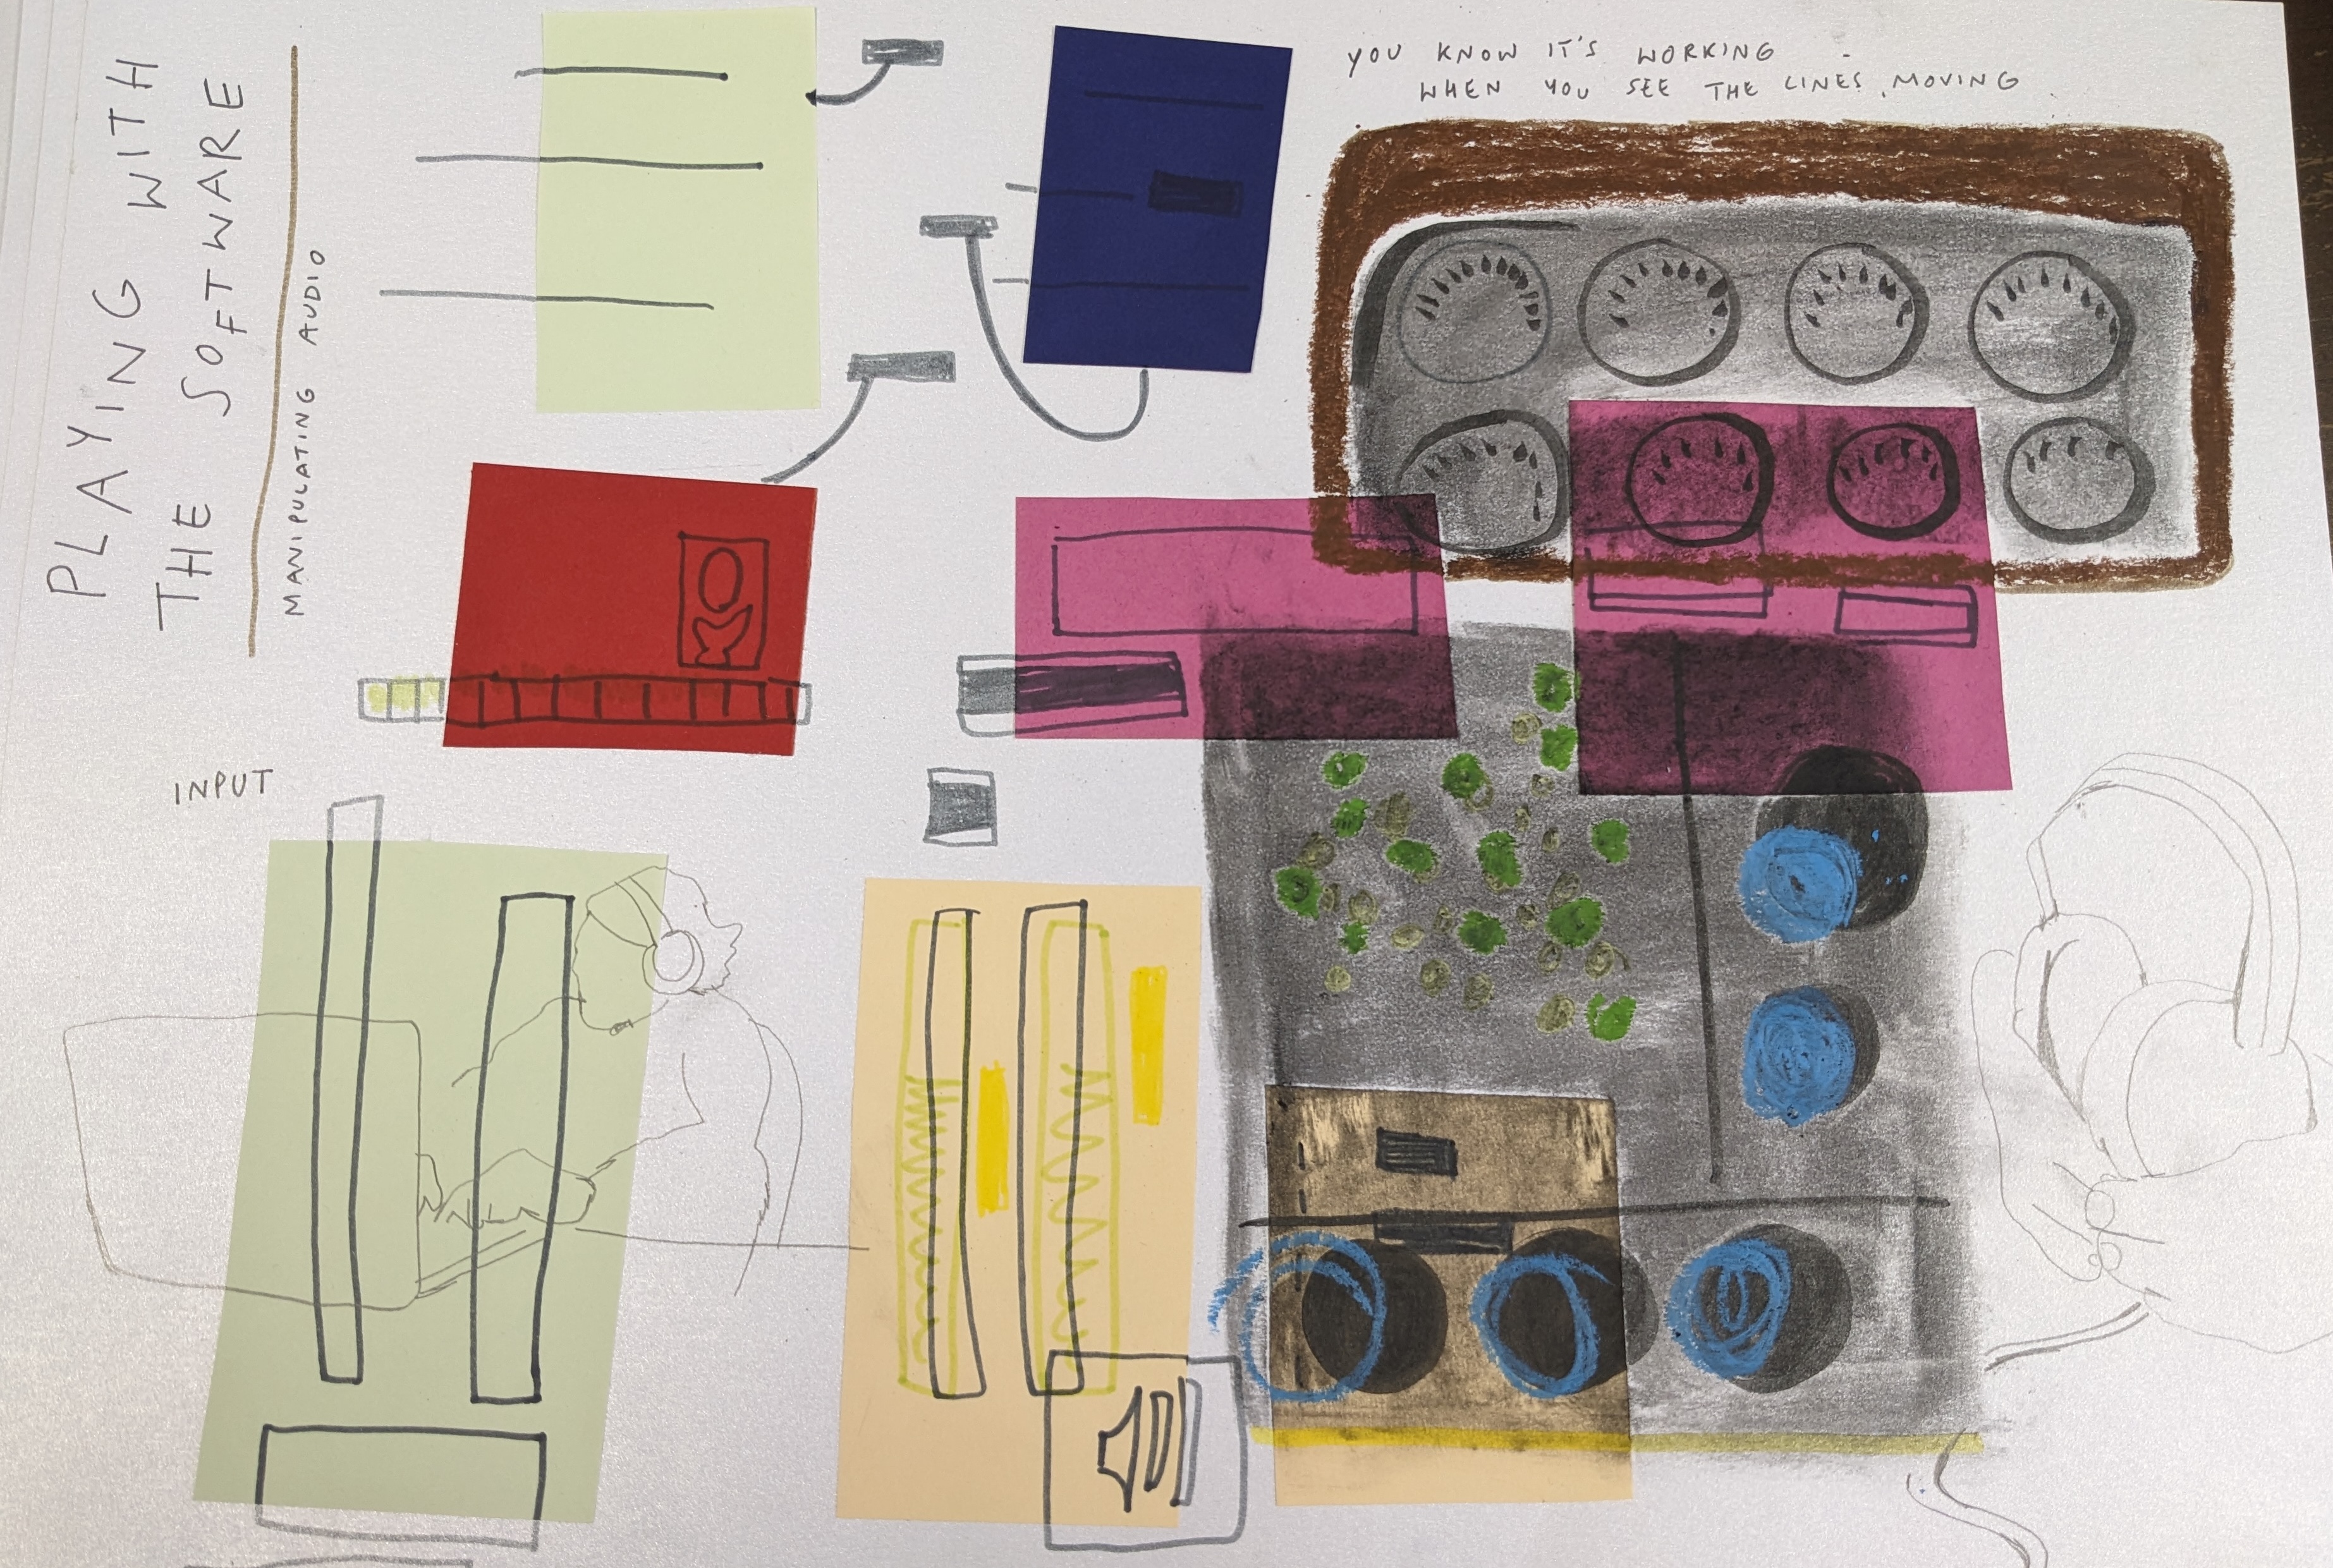 PLAYING WITH
THE SOFTWARE
MANIPULATING AUDIO
YOU KNOW IT'S WORKING
WHEN YOU SEE THE LINES MOVING
INPUT